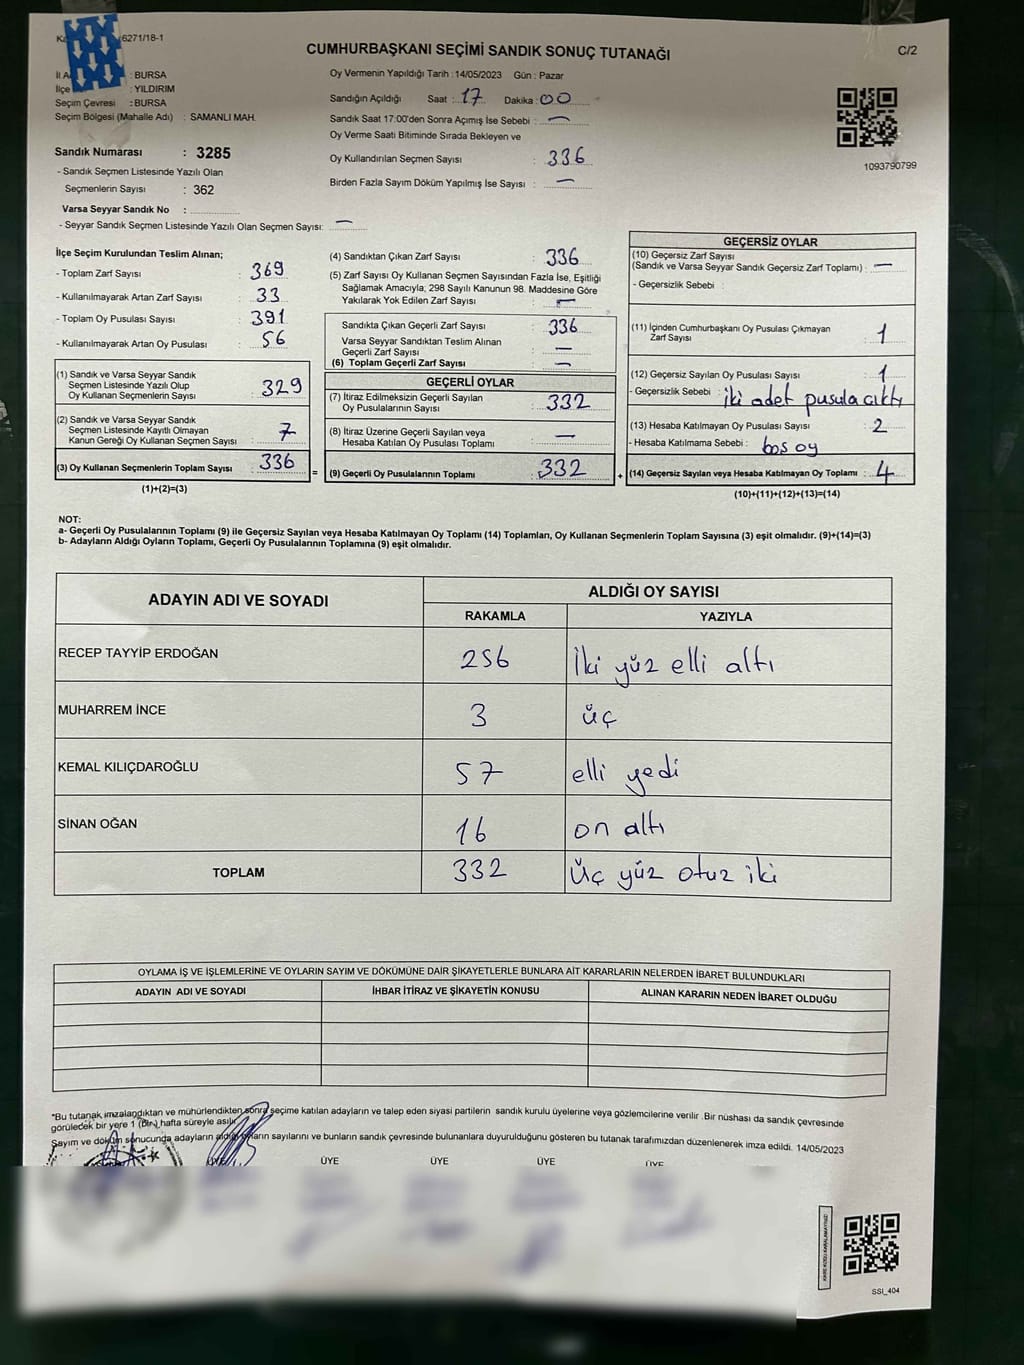 6271/18-1
CUMHURBAŞKANI SEÇİMİ SANDIK SONUÇ TUTANAĞI
C/2
İl A : BURSA
İlçe : YILDIRIM
Seçim Çevresi : BURSA
Seçim Bölgesi (Mahalle Adı) : SAMANLI MAH.
Sandık Numarası : 3285
- Sandık Seçmen Listesinde Yazılı Olan
Seçmenlerin Sayısı : 362
Varsa Seyyar Sandık No :
- Seyyar Sandık Seçmen Listesinde Yazılı Olan Seçmen Sayısı: —
Oy Vermenin Yapıldığı Tarih : 14/05/2023 Gün : Pazar
Sandığın Açıldığı Saat : 17 Dakika : 00
Sandık Saat 17:00'den Sonra Açımış İse Sebebi : —
Oy Verme Saati Bitiminde Sırada Bekleyen ve
Oy Kullandırılan Seçmen Sayısı : 336
Birden Fazla Sayım Döküm Yapılmış İse Sayısı : —
1093790799
İlçe Seçim Kurulundan Teslim Alınan;
- Toplam Zarf Sayısı : 369
- Kullanılmayarak Artan Zarf Sayısı : 33
- Toplam Oy Pusulası Sayısı : 391
- Kullanılmayarak Artan Oy Pusulası : 56
(1) Sandık ve Varsa Seyyar Sandık
Seçmen Listesinde Yazılı Olup
Oy Kullanan Seçmenlerin Sayısı : 329
(2) Sandık ve Varsa Seyyar Sandık
Seçmen Listesinde Kayıtlı Olmayan
Kanun Gereği Oy Kullanan Seçmen Sayısı : 7
(3) Oy Kullanan Seçmenlerin Toplam Sayısı : 336
(1)+(2)=(3)
=
(4) Sandıktan Çıkan Zarf Sayısı : 336
(5) Zarf Sayısı Oy Kullanan Seçmen Sayısından Fazla İse, Eşitliği
Sağlamak Amacıyla, 298 Sayılı Kanunun 98. Maddesine Göre
Yakılarak Yok Edilen Zarf Sayısı : —
Sandıkta Çıkan Geçerli Zarf Sayısı : 336
Varsa Seyyar Sandıktan Teslim Alınan
Geçerli Zarf Sayısı : —
(6) Toplam Geçerli Zarf Sayısı : —
GEÇERLİ OYLAR
(7) İtiraz Edilmeksizin Geçerli Sayılan
Oy Pusulalarının Sayısı : 332
(8) İtiraz Üzerine Geçerli Sayılan veya
Hesaba Katılan Oy Pusulası Toplamı : —
(9) Geçerli Oy Pusulalarının Toplamı : 332
+
GEÇERSİZ OYLAR
(10) Geçersiz Zarf Sayısı
(Sandık ve Varsa Seyyar Sandık Geçersiz Zarf Toplamı) : —
- Geçersizlik Sebebi :
(11) İçinden Cumhurbaşkanı Oy Pusulası Çıkmayan
Zarf Sayısı : 1
(12) Geçersiz Sayılan Oy Pusulası Sayısı : 1
- Geçersizlik Sebebi : iki adet pusula çıktı
(13) Hesaba Katılmayan Oy Pusulası Sayısı : 2
- Hesaba Katılmama Sebebi : boş oy
(14) Geçersiz Sayılan veya Hesaba Katılmayan Oy Toplamı : 4
(10)+(11)+(12)+(13)=(14)
NOT:
a- Geçerli Oy Pusulalarının Toplamı (9) ile Geçersiz Sayılan veya Hesaba Katılmayan Oy Toplamı (14) Toplamları, Oy Kullanan Seçmenlerin Toplam Sayısına (3) eşit olmalıdır. (9)+(14)=(3)
b- Adayların Aldığı Oyların Toplamı, Geçerli Oy Pusulalarının Toplamına (9) eşit olmalıdır.
ADAYIN ADI VE SOYADI
ALDIĞI OY SAYISI
RAKAMLA YAZIYLA
RECEP TAYYİP ERDOĞAN 256 İki yüz elli altı
MUHARREM İNCE 3 üç
KEMAL KILIÇDAROĞLU 57 elli yedi
SİNAN OĞAN 16 on altı
TOPLAM 332 Üç yüz otuz iki
OYLAMA İŞ VE İŞLEMLERİNE VE OYLARIN SAYIM VE DÖKÜMÜNE DAİR ŞİKAYETLERLE BUNLARA AİT KARARLARIN NELERDEN İBARET BULUNDUKLARI
ADAYIN ADI VE SOYADI İHBAR İTİRAZ VE ŞİKAYETİN KONUSU ALINAN KARARIN NEDEN İBARET OLDUĞU
*Bu tutanak imzalandıktan ve mühürlendikten sonra seçime katılan adayların ve talep eden siyasi partilerin sandık kurulu üyelerine veya gözlemcilerine verilir. Bir nüshası da sandık çevresinde
görülecek bir yere 1 (Bir) hafta süreyle asılır.
Sayım ve döküm sonucunda adayların aldığı oyların sayılarını ve bunların sandık çevresinde bulunanlara duyurulduğunu gösteren bu tutanak tarafımızdan düzenlenerek imza edildi. 14/05/2023
ÜYE ÜYE ÜYE ÜYE
SSI_404